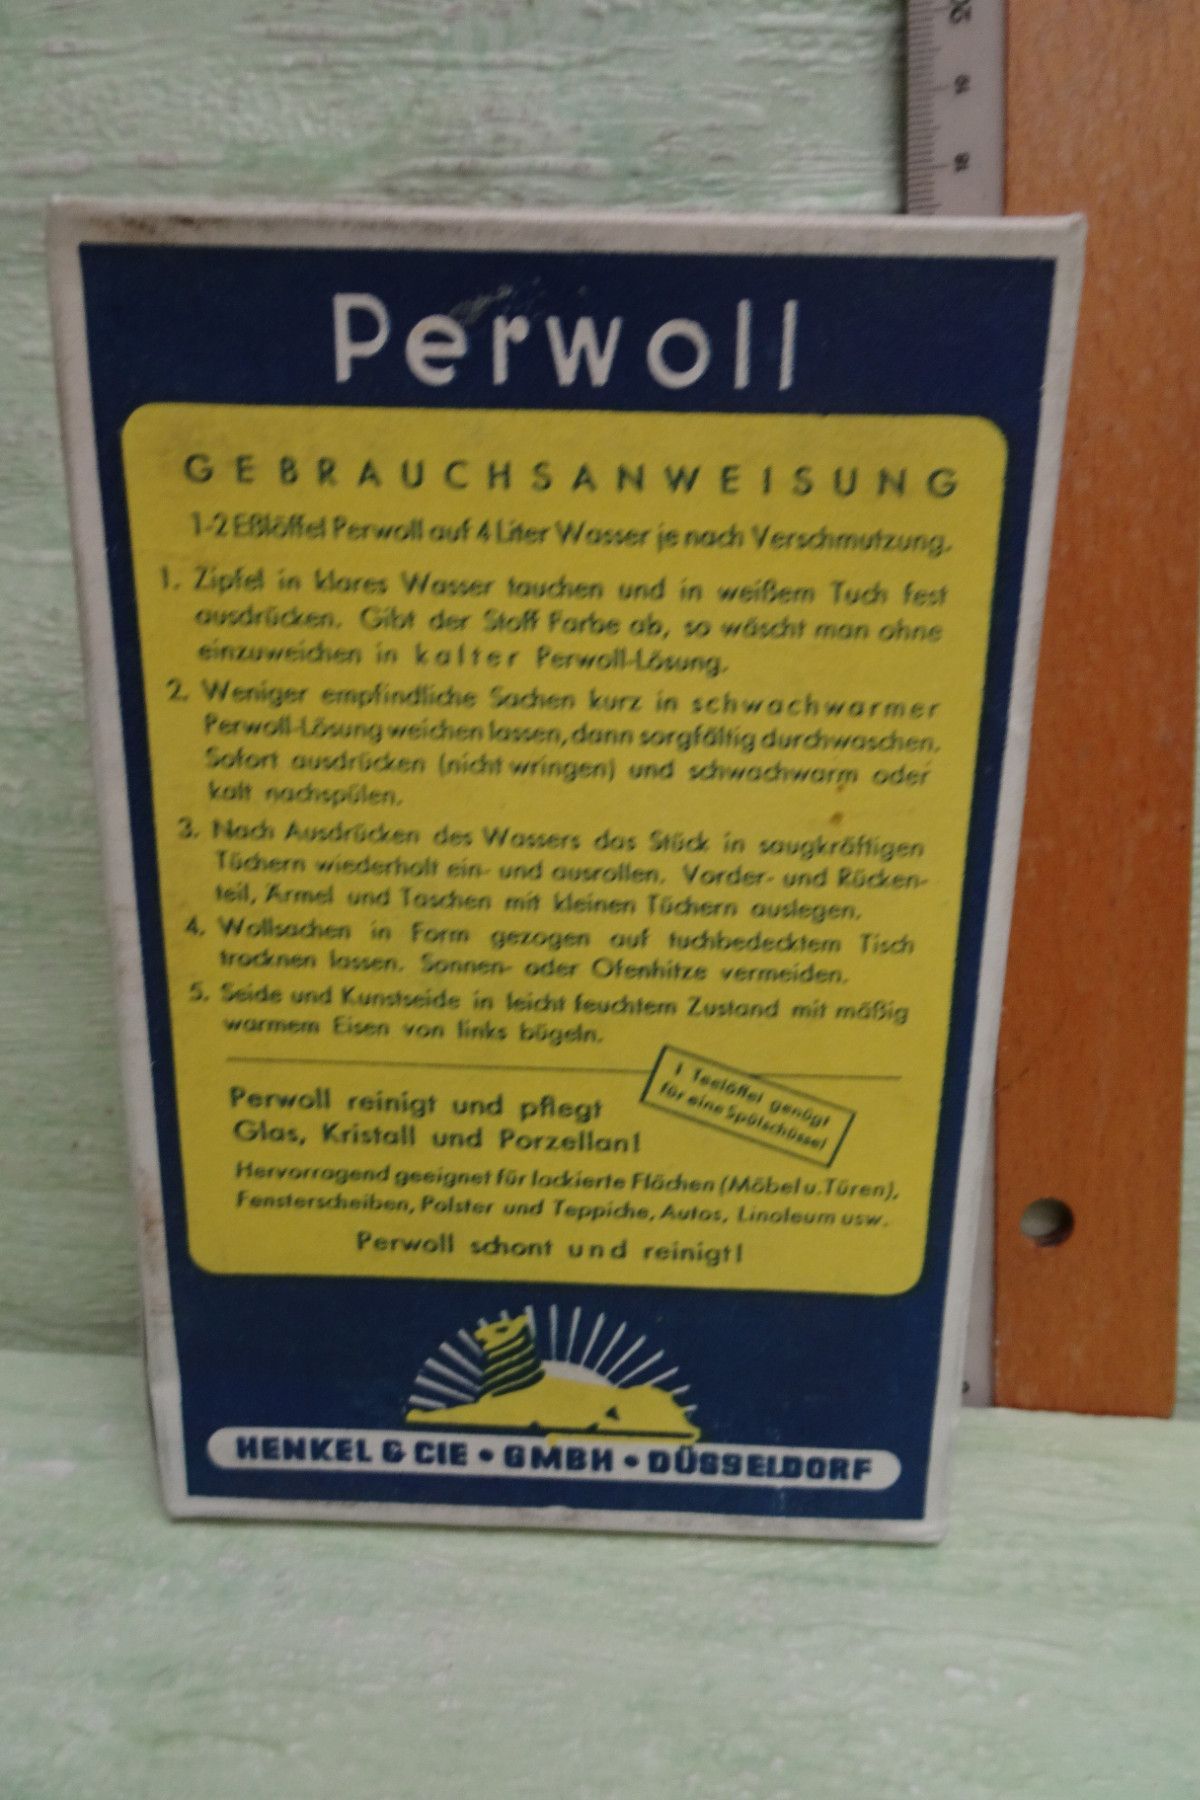 Perwoll
GEBRAUCHSANWEISUNG
1-2 Eßlöffel Perwoll auf 4 Liter Wasser je nach Verschmutzung.
1. Zipfel in klares Wasser tauchen und in weißem Tuch fest
ausdrücken. Gibt der Stoff Farbe ab, so wäscht man ohne
einzuweichen in kalter Perwoll-Lösung.
2. Weniger empfindliche Sachen kurz in schwachwarmer
Perwoll-Lösung weichen lassen, dann sorgfältig durchwaschen.
Sofort ausdrücken (nicht wringen) und schwachwarm oder
kalt nachspülen.
3. Nach Ausdrücken des Wassers das Stück in saugkräftigen
Tüchern wiederholt ein- und ausrollen. Vorder- und Rücken-
teil, Ärmel und Taschen mit kleinen Tüchern auslegen.
4. Wollsachen in Form gezogen auf tuchbedecktem Tisch
trocknen lassen. Sonnen- oder Ofenhitze vermeiden.
5. Seide und Kunstseide in leicht feuchtem Zustand mit mäßig
warmem Eisen von links bügeln.
1 Teelöffel genügt
für eine Spülschüssel
Perwoll reinigt und pflegt
Glas, Kristall und Porzellan!
Hervorragend geeignet für lackierte Flächen (Möbel u. Türen),
Fensterscheiben, Polster und Teppiche, Autos, Linoleum usw.
Perwoll schont und reinigt!
HENKEL & CIE • GMBH • DÜSSELDORF
20
19
18